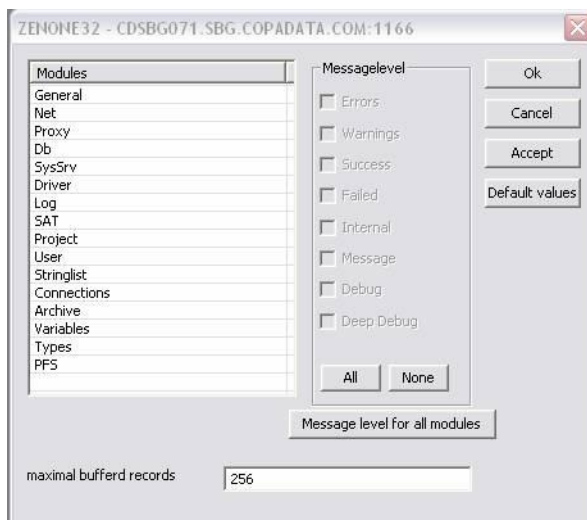 ZENONE32 - CDSBG071.SBG.COPADATA.COM:1166
Modules
General
Net
Proxy
Db
SysSrv
Driver
Log
SAT
Project
User
Stringlist
Connections
Archive
Variables
Types
PFS
Messagelevel
Errors
Warnings
Success
Failed
Internal
Message
Debug
Deep Debug
All None
Message level for all modules
Ok
Cancel
Accept
Default values
maximal bufferd records 256